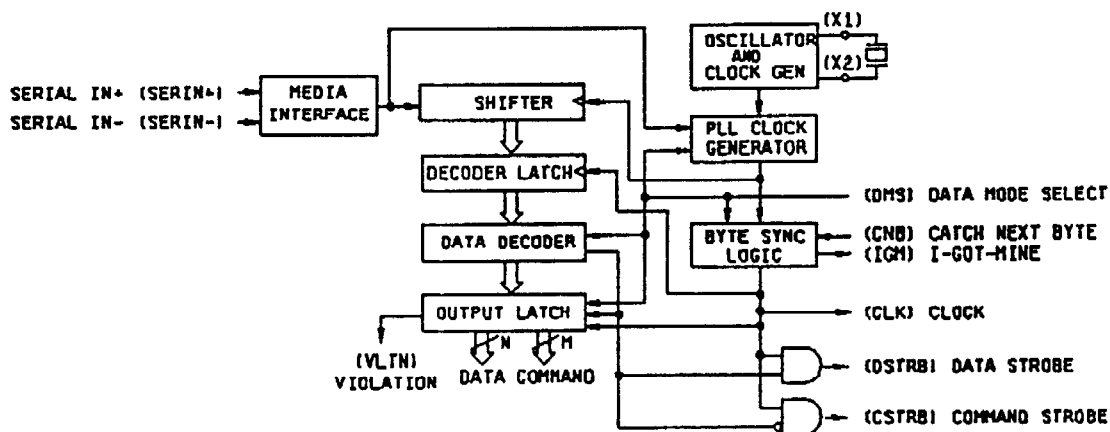 (X1)
OSCILLATOR
AND
CLOCK GEN
(X2)
SERIAL IN+ (SERIN+)
SERIAL IN- (SERIN-)
MEDIA
INTERFACE
SHIFTER
PLL CLOCK
GENERATOR
DECODER LATCH
(DMS) DATA MODE SELECT
DATA DECODER
BYTE SYNC
LOGIC
(CNB) CATCH NEXT BYTE
(IGM) I-GOT-MINE
OUTPUT LATCH
(CLK) CLOCK
N
M
(VLTN)
VIOLATION
DATA COMMAND
(DSTRB) DATA STROBE
(CSTRB) COMMAND STROBE